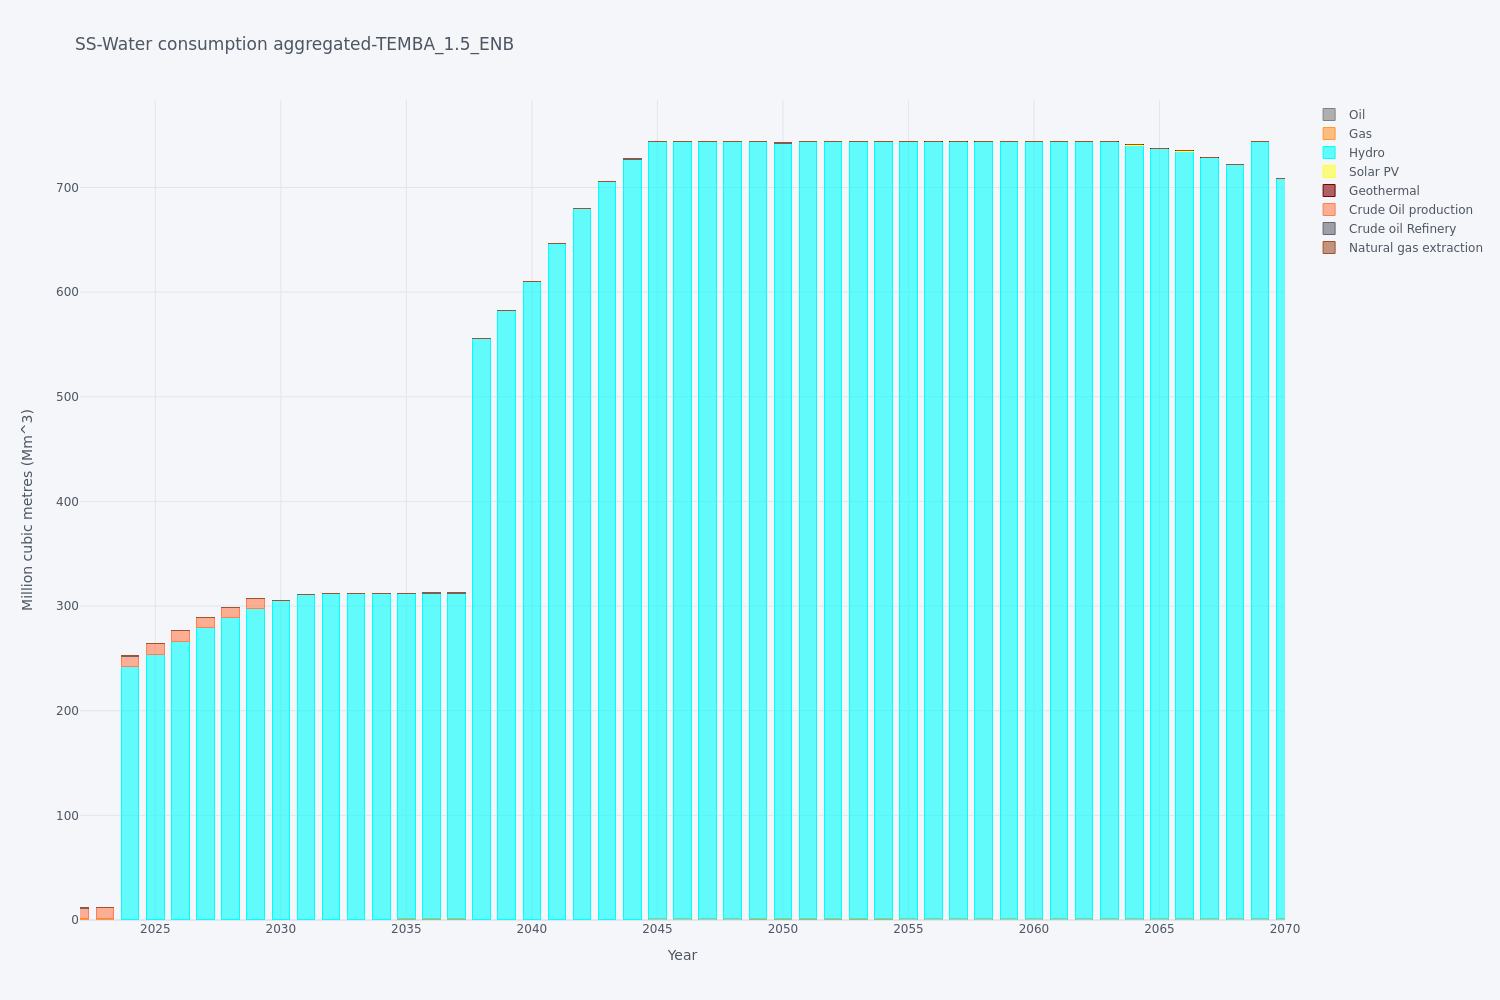 SS-Water consumption aggregated-TEMBA_1.5_ENB
Oil
Gas
Hydro
Solar PV
Geothermal
Crude Oil production
Crude oil Refinery
Natural gas extraction
Million cubic metres (Mm^3)
700
600
500
400
300
200
100
0
2025 2030 2035 2040 2045 2050 2055 2060 2065 2070
Year